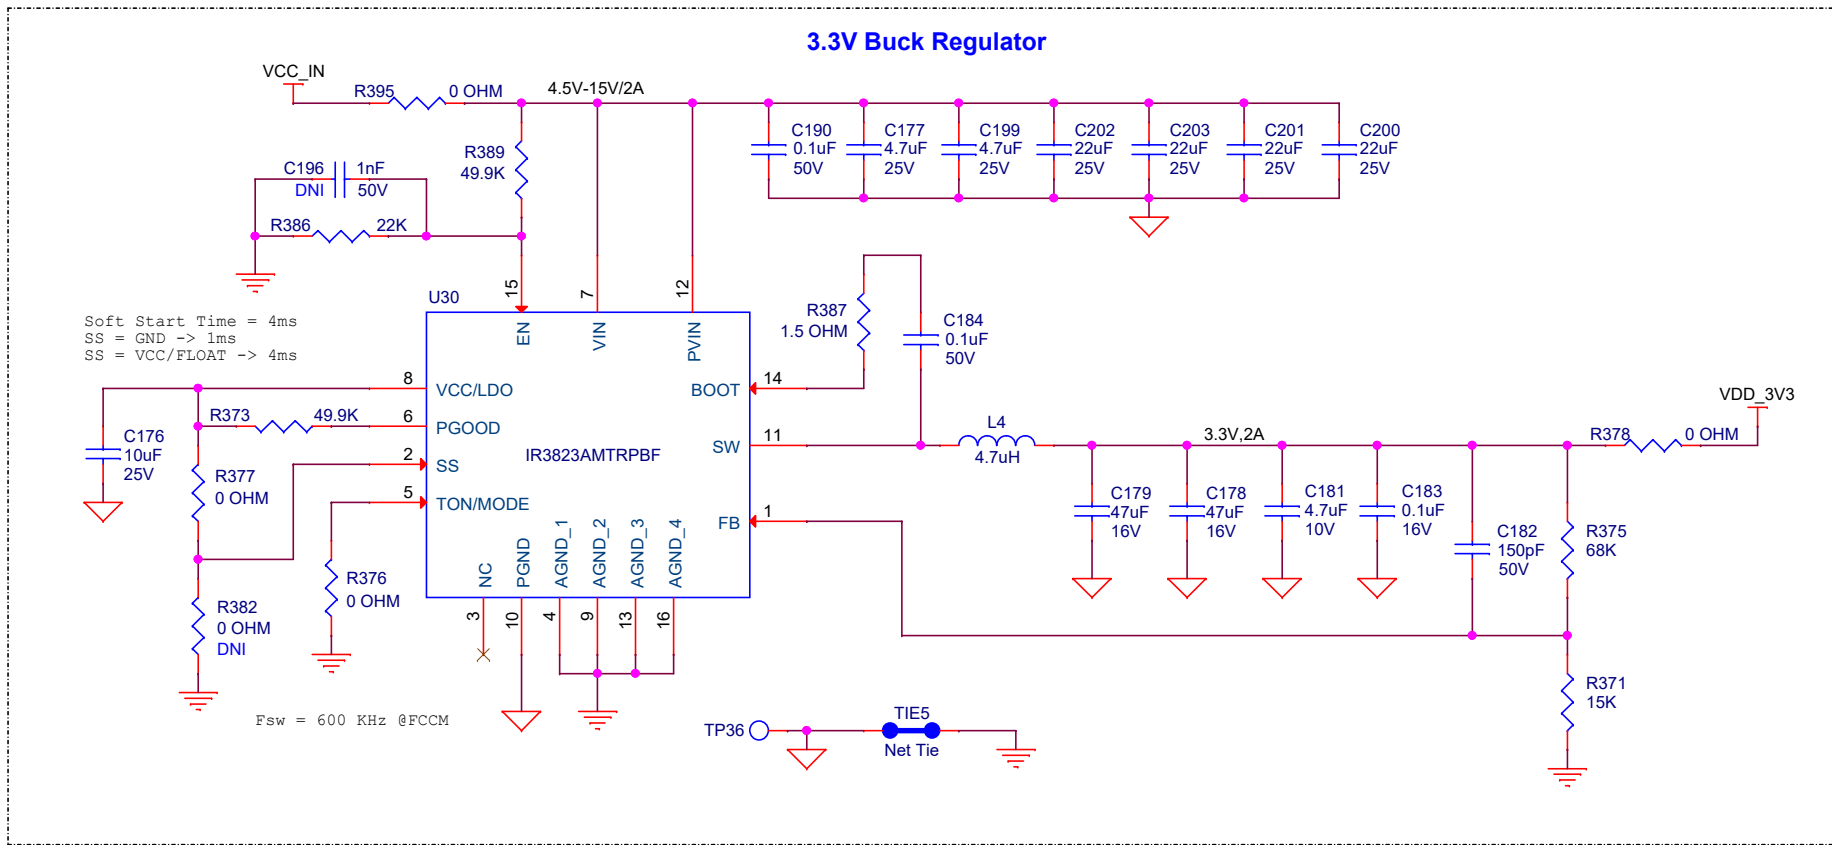 3.3V Buck Regulator
VCC_IN
R395
0 OHM
4.5V-15V/2A
R389
49.9K
C196
1nF
DNI
50V
R386
22K
C190
0.1uF
50V
C177
4.7uF
25V
C199
4.7uF
25V
C202
22uF
25V
C203
22uF
25V
C201
22uF
25V
C200
22uF
25V
Soft Start Time = 4ms
SS = GND -> 1ms
SS = VCC/FLOAT -> 4ms
U30
15
7
12
EN
VIN
PVIN
R387
1.5 OHM
C184
0.1uF
50V
8
VCC/LDO
BOOT
14
R373
49.9K
6
PGOOD
C176
10uF
25V
2
SS
IR3823AMTRPBF
SW
11
L4
4.7uH
3.3V,2A
R378
0 OHM
VDD_3V3
R377
0 OHM
5
TON/MODE
FB
1
C179
47uF
16V
C178
47uF
16V
C181
4.7uF
10V
C183
0.1uF
16V
C182
150pF
50V
R375
68K
R376
0 OHM
NC
PGND
AGND_1
AGND_2
AGND_3
AGND_4
R382
0 OHM
DNI
3
10
4
9
13
16
R371
15K
Fsw = 600 KHz @FCCM
TP36
TIE5
Net Tie